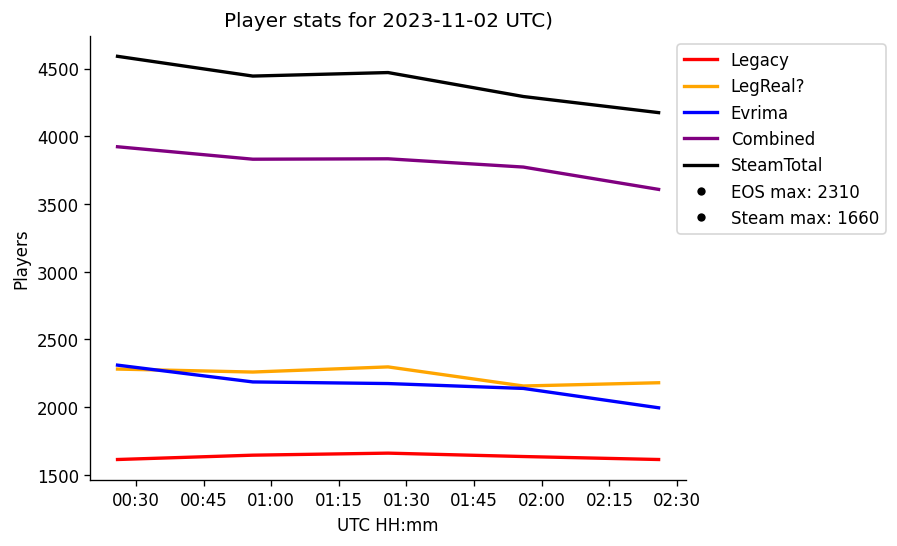 Player stats for 2023-11-02 UTC)
Legacy
LegReal?
Evrima
Combined
SteamTotal
EOS max: 2310
Steam max: 1660
Players
4500
4000
3500
3000
2500
2000
1500
00:30 00:45 01:00 01:15 01:30 01:45 02:00 02:15 02:30
UTC HH:mm